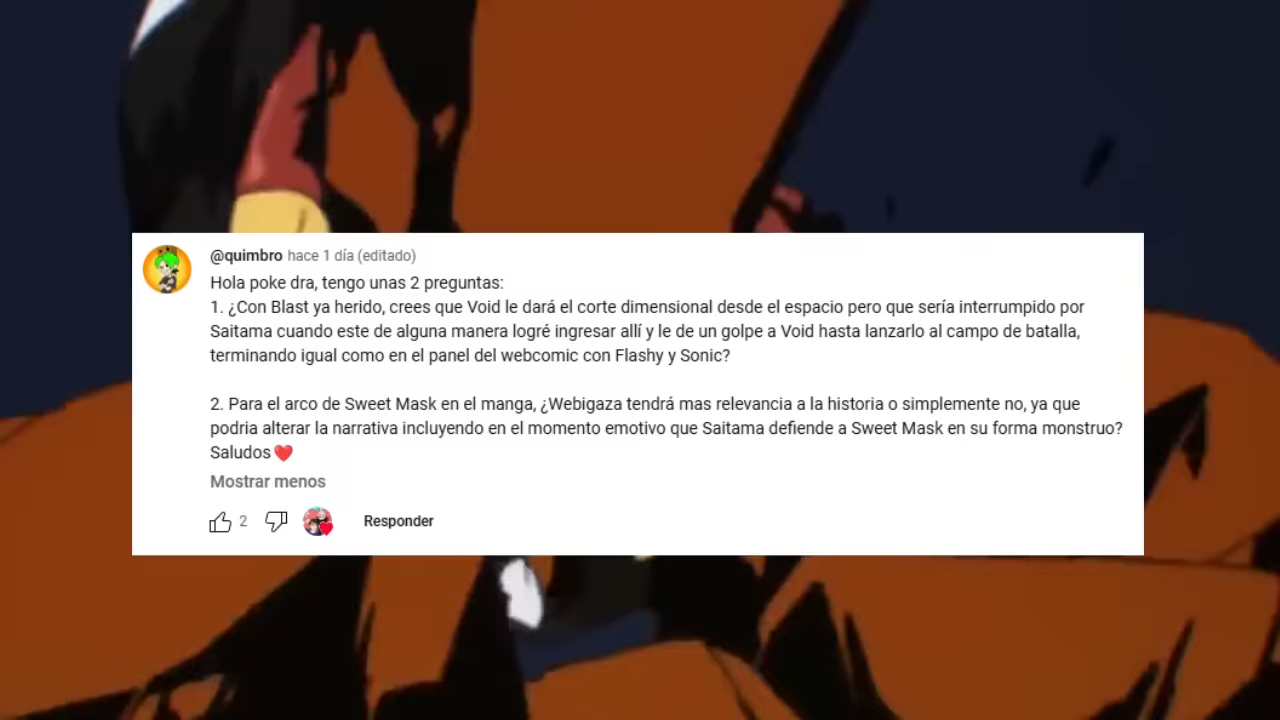 @quimbro hace 1 día (editado)
Hola poke dra, tengo unas 2 preguntas:
1. ¿Con Blast ya herido, crees que Void le dará el corte dimensional desde el espacio pero que sería interrumpido por
Saitama cuando este de alguna manera logré ingresar allí y le de un golpe a Void hasta lanzarlo al campo de batalla,
terminando igual como en el panel del webcomic con Flashy y Sonic?
2. Para el arco de Sweet Mask en el manga, ¿Webigaza tendrá mas relevancia a la historia o simplemente no, ya que
podria alterar la narrativa incluyendo en el momento emotivo que Saitama defiende a Sweet Mask en su forma monstruo?
Saludos❤️
Mostrar menos
2 Responder